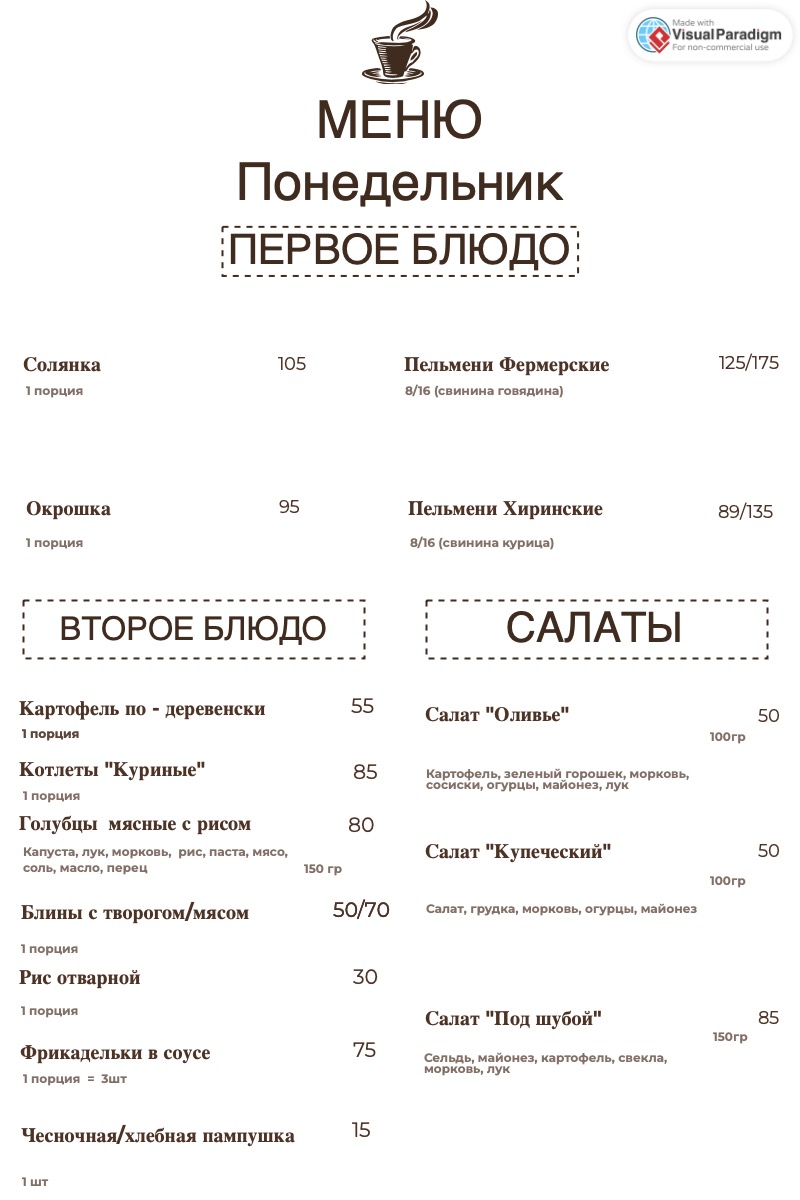 Made with
VisualParadigm
For non-commercial use
МЕНЮ
Понедельник
ПЕРВОЕ БЛЮДО
Солянка 105
1 порция
Пельмени Фермерские 125/175
8/16 (свинина говядина)
Окрошка 95
1 порция
Пельмени Хиринские 89/135
8/16 (свинина курица)
ВТОРОЕ БЛЮДО
Картофель по - деревенски 55
1 порция
Котлеты "Куриные" 85
1 порция
Голубцы мясные с рисом 80
Капуста, лук, морковь, рис, паста, мясо,
соль, масло, перец 150 гр
Блины с творогом/мясом 50/70
1 порция
Рис отварной 30
1 порция
Фрикадельки в соусе 75
1 порция = 3шт
Чесночная/хлебная пампушка 15
1 шт
САЛАТЫ
Салат "Оливье" 50
100гр
Картофель, зеленый горошек, морковь,
сосиски, огурцы, майонез, лук
Салат "Купеческий" 50
100гр
Салат, грудка, морковь, огурцы, майонез
Салат "Под шубой" 85
150гр
Сельдь, майонез, картофель, свекла,
морковь, лук